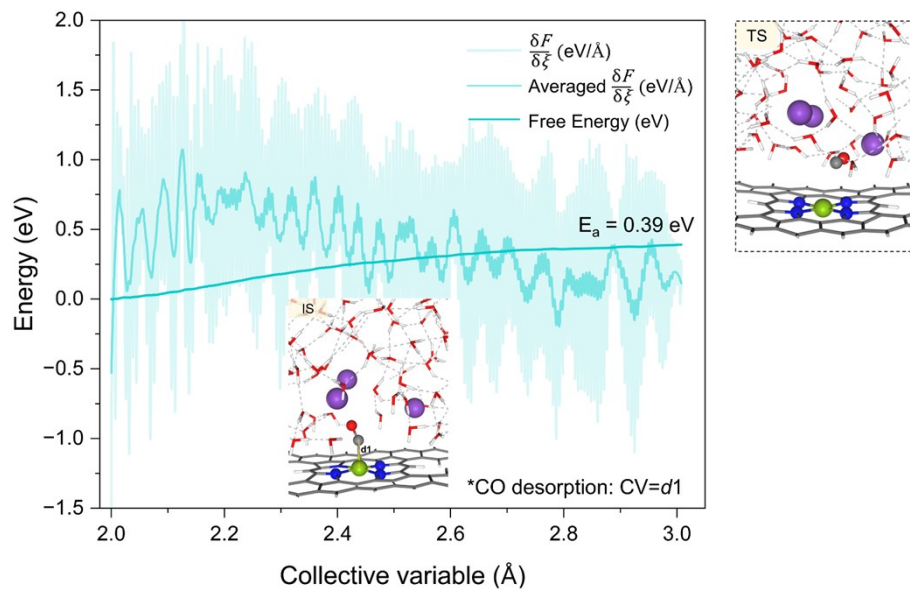 2.0
1.5
1.0
0.5
0.0
−0.5
−1.0
−1.5
Energy (eV)
δF/δξ (eV/Å)
Averaged δF/δξ (eV/Å)
Free Energy (eV)
Eₐ = 0.39 eV
IS
d1
*CO desorption: CV=d1
2.0 2.2 2.4 2.6 2.8 3.0
Collective variable (Å)
TS